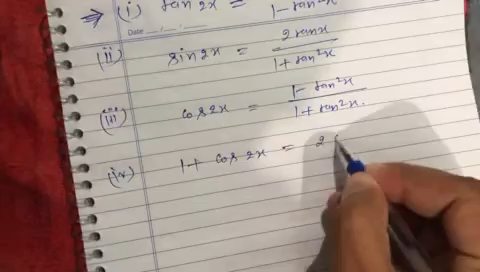 ⇒ (i) tan 2x =
1 - tan²x
Date
(ii) sin 2x = 2 tanx / 1 + tan²x
(iii) cos 2x = 1 - tan²x / 1 + tan²x.
(iv) 1 + cos 2x = 2